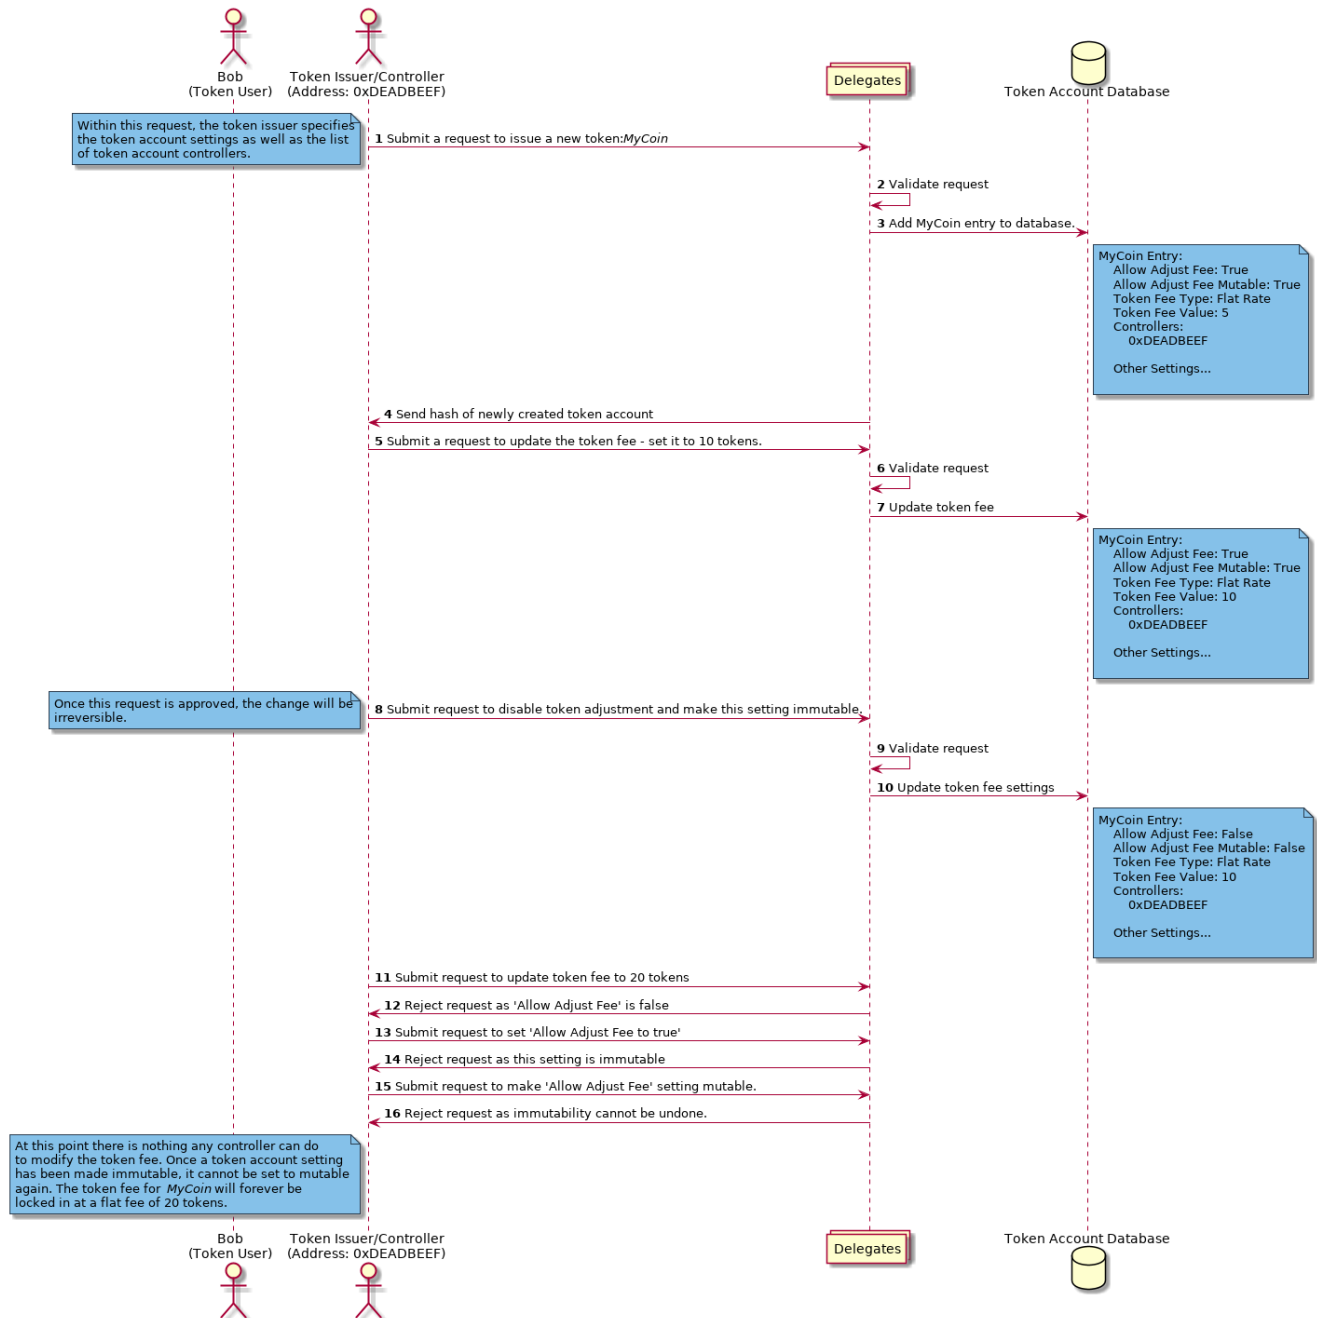 Bob
(Token User)
Token Issuer/Controller
(Address: 0xDEADBEEF)
Delegates
Token Account Database
Within this request, the token issuer specifies
the token account settings as well as the list
of token account controllers.
1 Submit a request to issue a new token:MyCoin
2 Validate request
3 Add MyCoin entry to database.
MyCoin Entry:
Allow Adjust Fee: True
Allow Adjust Fee Mutable: True
Token Fee Type: Flat Rate
Token Fee Value: 5
Controllers:
0xDEADBEEF
Other Settings...
4 Send hash of newly created token account
5 Submit a request to update the token fee - set it to 10 tokens.
6 Validate request
7 Update token fee
MyCoin Entry:
Allow Adjust Fee: True
Allow Adjust Fee Mutable: True
Token Fee Type: Flat Rate
Token Fee Value: 10
Controllers:
0xDEADBEEF
Other Settings...
Once this request is approved, the change will be
irreversible.
8 Submit request to disable token adjustment and make this setting immutable.
9 Validate request
10 Update token fee settings
MyCoin Entry:
Allow Adjust Fee: False
Allow Adjust Fee Mutable: False
Token Fee Type: Flat Rate
Token Fee Value: 10
Controllers:
0xDEADBEEF
Other Settings...
11 Submit request to update token fee to 20 tokens
12 Reject request as 'Allow Adjust Fee' is false
13 Submit request to set 'Allow Adjust Fee to true'
14 Reject request as this setting is immutable
15 Submit request to make 'Allow Adjust Fee' setting mutable.
16 Reject request as immutability cannot be undone.
At this point there is nothing any controller can do
to modify the token fee. Once a token account setting
has been made immutable, it cannot be set to mutable
again. The token fee for MyCoin will forever be
locked in at a flat fee of 20 tokens.
Bob
(Token User)
Token Issuer/Controller
(Address: 0xDEADBEEF)
Delegates
Token Account Database